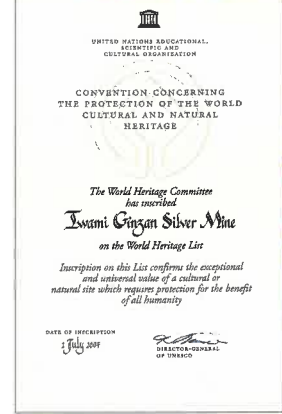 UNITED NATIONS EDUCATIONAL,
SCIENTIFIC AND
CULTURAL ORGANISATION
CONVENTION CONCERNING
THE PROTECTION OF THE WORLD
CULTURAL AND NATURAL
HERITAGE
The World Heritage Committee
has inscribed
Iwami Ginzan Silver Mine
on the World Heritage List
Inscription on this List confirms the exceptional
and universal value of a cultural or
natural site which requires protection for the benefit
of all humanity
DATE OF INSCRIPTION
2 July 2007
DIRECTOR-GENERAL
OF UNESCO